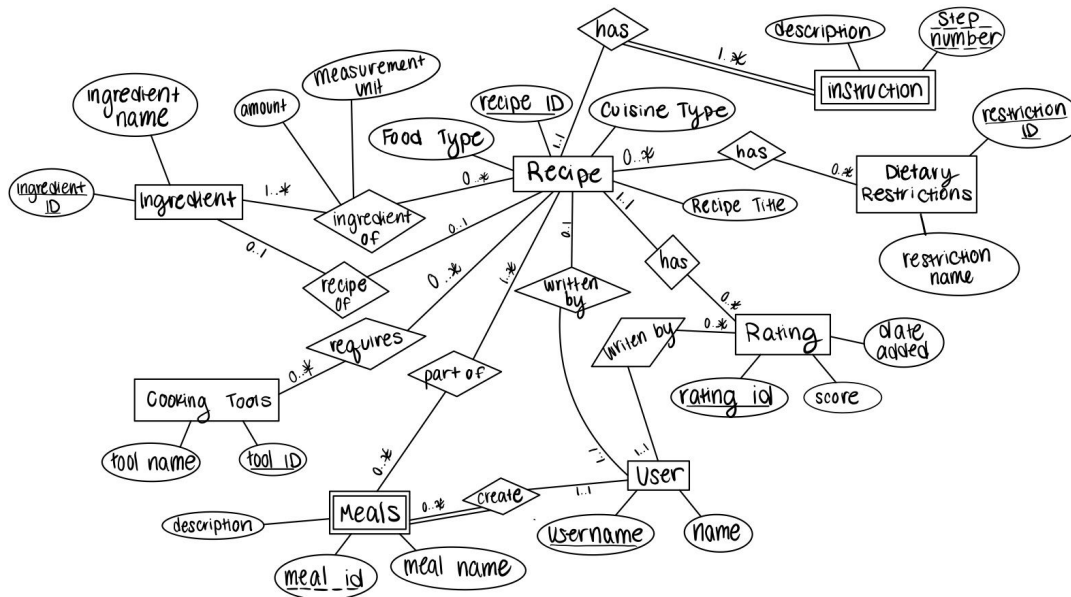 has
1..*
description
step
number
instruction
measurement
unit
amount
ingredient
name
recipe ID
Cuisine Type
Food Type
1..1
0..*
has
0..*
restriction
ID
Dietary
Restrictions
restriction
name
ingredient
ID
Ingredient
1..*
ingredient
of
0..*
Recipe
Recipe Title
0..1
recipe
of
0..1
0..*
1..*
0..1
written
by
1..1
has
0..*
requires
0..*
Cooking Tools
tool name
tool ID
part of
0..*
writen by
0..*
Rating
date
added
rating id
score
1..1
1..1
User
username
name
create
1..1
0..*
Meals
description
meal id
meal name